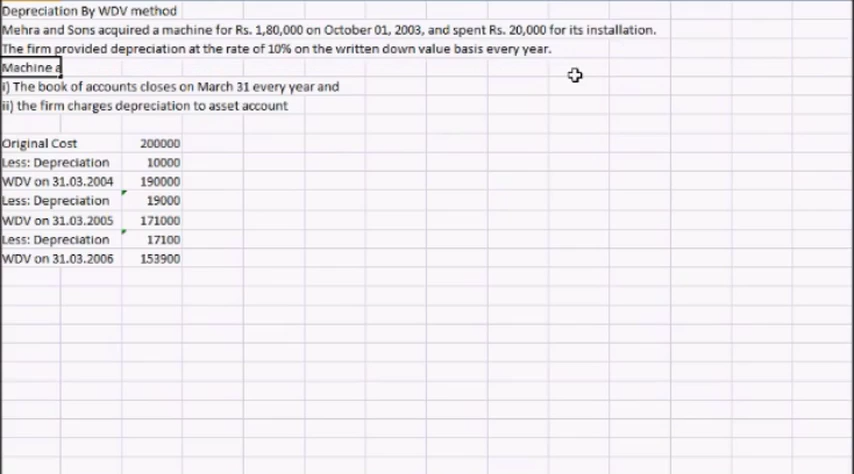 Depreciation By WDV method
Mehra and Sons acquired a machine for Rs. 1,80,000 on October 01, 2003, and spent Rs. 20,000 for its installation.
The firm provided depreciation at the rate of 10% on the written down value basis every year.
Machine a
i) The book of accounts closes on March 31 every year and
ii) the firm charges depreciation to asset account
Original Cost 200000
Less: Depreciation 10000
WDV on 31.03.2004 190000
Less: Depreciation 19000
WDV on 31.03.2005 171000
Less: Depreciation 17100
WDV on 31.03.2006 153900